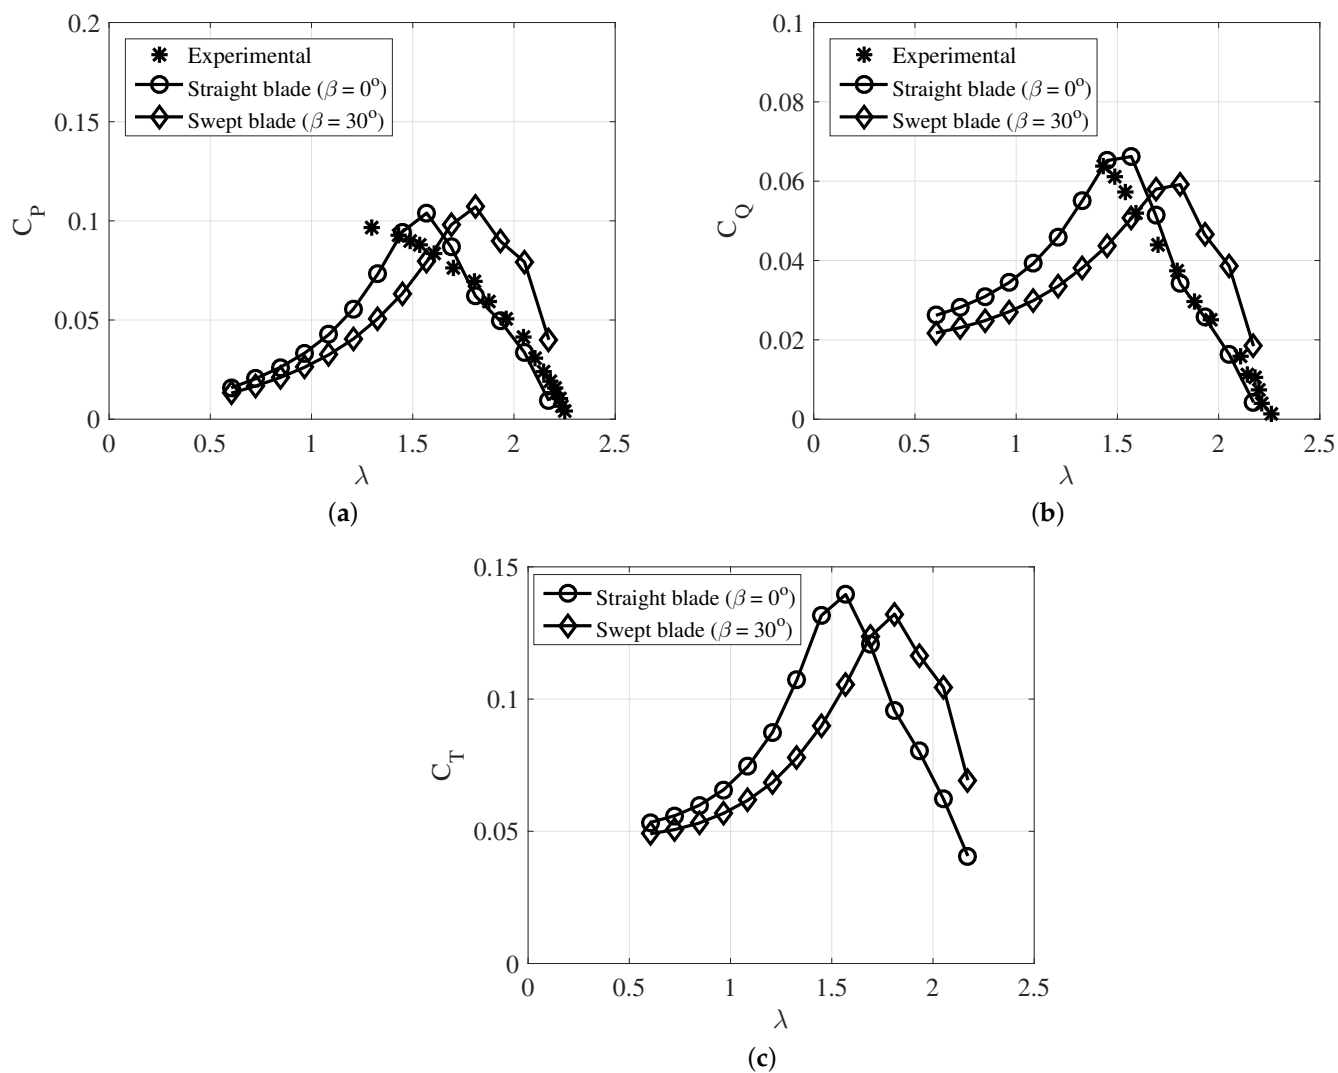 0.2
0.15
0.1
0.05
0
C_P
Experimental
Straight blade (β = 0°)
Swept blade (β = 30°)
0 0.5 1 1.5 2 2.5
λ
(a)
0.1
0.08
0.06
0.04
0.02
0
C_Q
Experimental
Straight blade (β = 0°)
Swept blade (β = 30°)
0 0.5 1 1.5 2 2.5
λ
(b)
0.15
0.1
0.05
0
C_T
Straight blade (β = 0°)
Swept blade (β = 30°)
0 0.5 1 1.5 2 2.5
λ
(c)